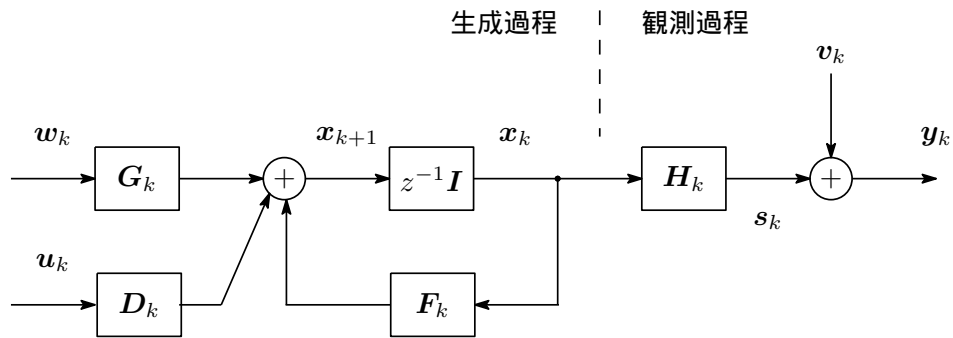 生成過程
観測過程
v_k
w_k
x_{k+1}
x_k
y_k
G_k
+
z^{-1}I
H_k
+
s_k
u_k
D_k
F_k